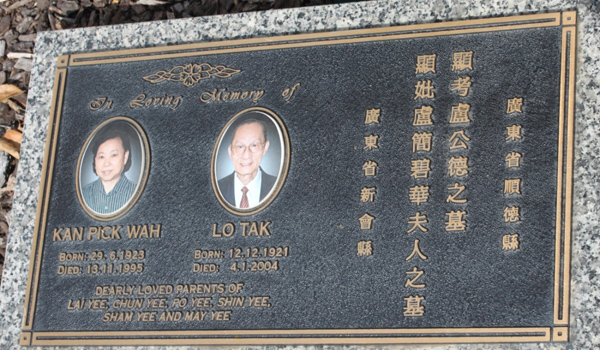 In Loving Memory of
KAN PICK WAH
BORN: 29.6.1923
DIED: 13.11.1995
LO TAK
BORN: 12.12.1921
DIED: 4.1.2004
DEARLY LOVED PARENTS OF
LAI YEE, CHUN YEE, PO YEE, SHIN YEE,
SHAM YEE AND MAY YEE
廣東省順德縣
顯考盧公德之墓
顯妣盧簡碧華夫人之墓
廣東省新會縣